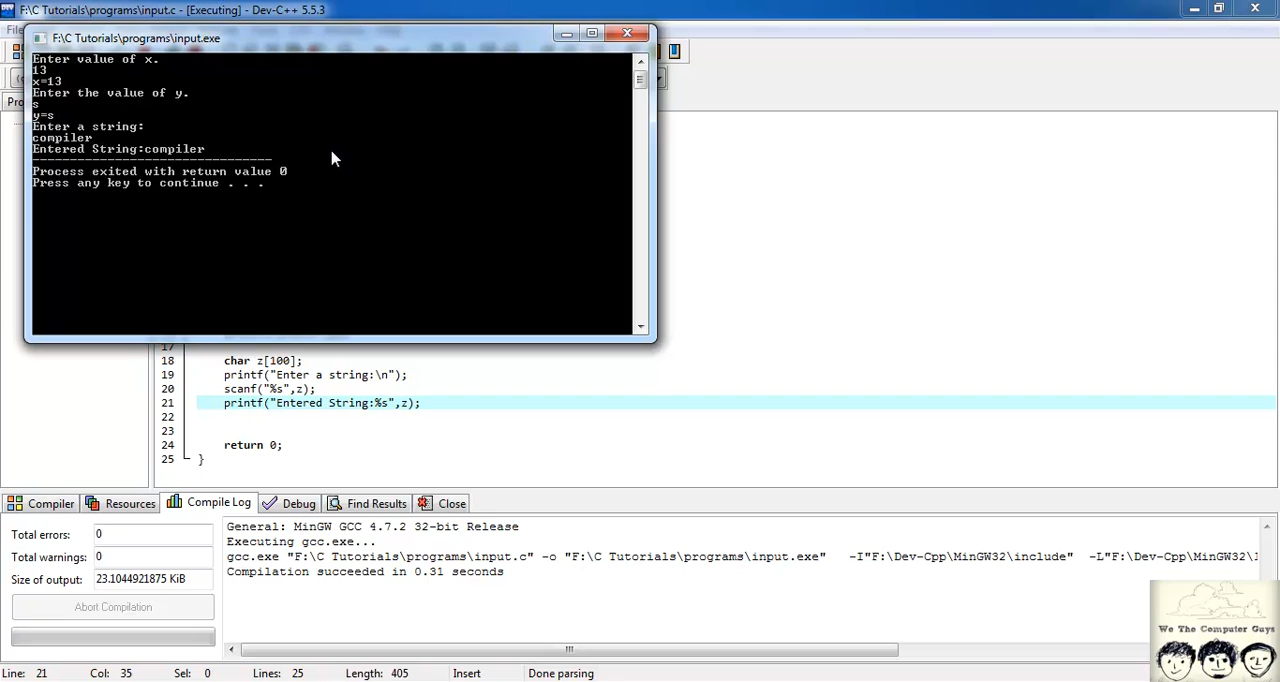 F:\C Tutorials\programs\input.c - [Executing] - Dev-C++ 5.5.3
F:\C Tutorials\programs\input.exe
Enter value of x.
13
x=13
Enter the value of y.
s
y=s
Enter a string:
compiler
Entered String:compiler
--------------------------------
Process exited with return value 0
Press any key to continue . . .
17
18 char z[100];
19 printf("Enter a string:\n");
20 scanf("%s",z);
21 printf("Entered String:%s",z);
22
23
24 return 0;
25 }
Compiler Resources Compile Log Debug Find Results Close
Total errors: 0
Total warnings: 0
Size of output: 23.1044921875 KiB
Abort Compilation
General: MinGW GCC 4.7.2 32-bit Release
Executing gcc.exe...
gcc.exe "F:\C Tutorials\programs\input.c" -o "F:\C Tutorials\programs\input.exe" -I"F:\Dev-Cpp\MinGW32\include" -L"F:\Dev-Cpp\MinGW32\
Compilation succeeded in 0.31 seconds
We The Computer Guys
Line: 21 Col: 35 Sel: 0 Lines: 25 Length: 405 Insert Done parsing